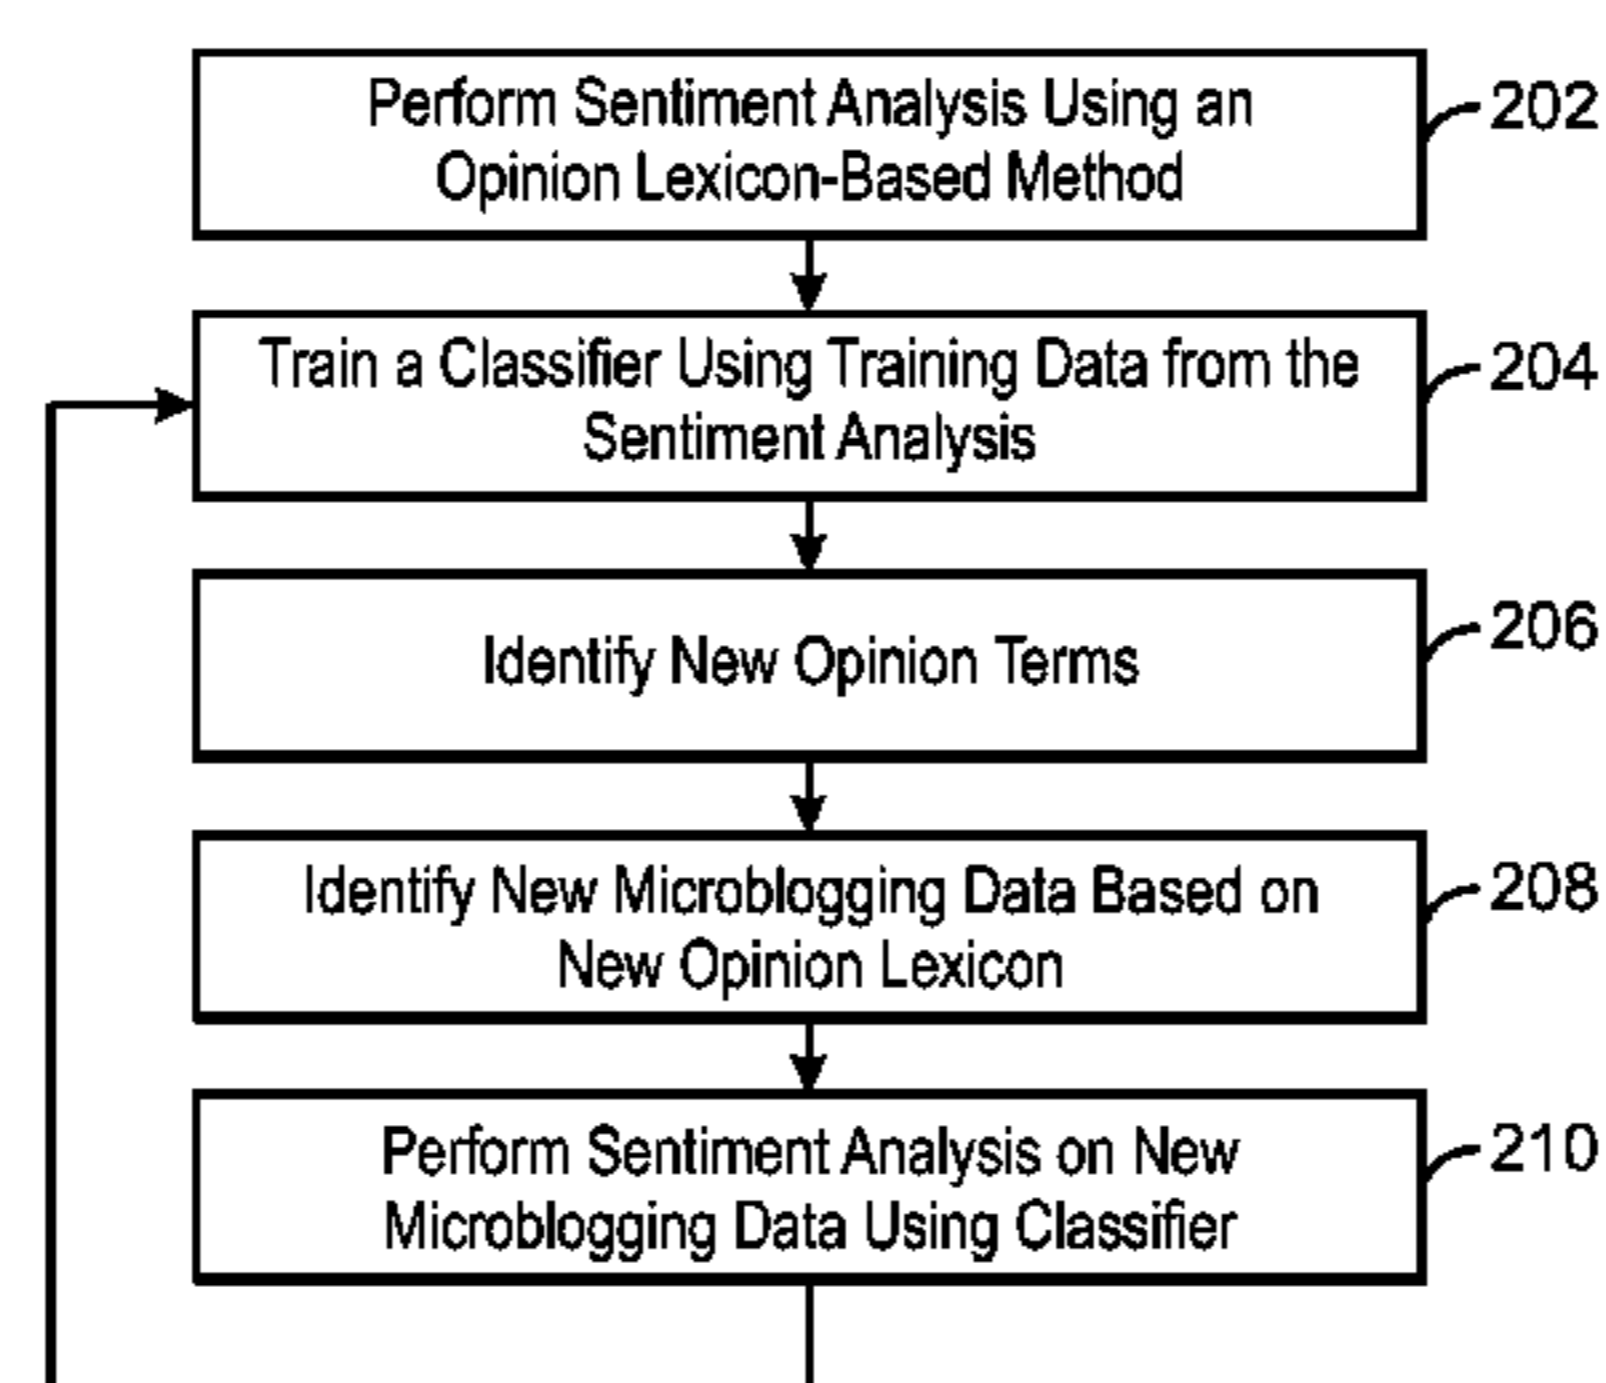 Perform Sentiment Analysis Using an
Opinion Lexicon-Based Method
202
Train a Classifier Using Training Data from the
Sentiment Analysis
204
Identify New Opinion Terms
206
Identify New Microblogging Data Based on
New Opinion Lexicon
208
Perform Sentiment Analysis on New
Microblogging Data Using Classifier
210